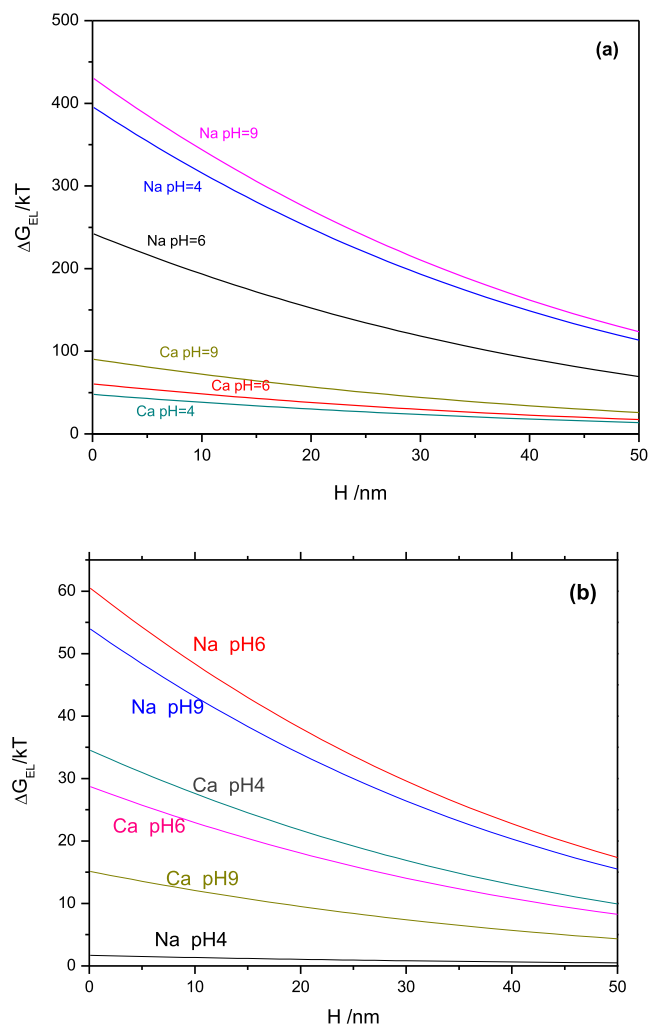 500
(a)
400
Na pH=9
Na pH=4
300
ΔG_EL/kT
Na pH=6
200
100
Ca pH=9
Ca pH=6
Ca pH=4
0
0 10 20 30 40 50
H /nm
(b)
60
Na pH6
50
Na pH9
40
ΔG_EL/kT
30
Ca pH4
Ca pH6
20
Ca pH9
10
Na pH4
0
0 10 20 30 40 50
H /nm